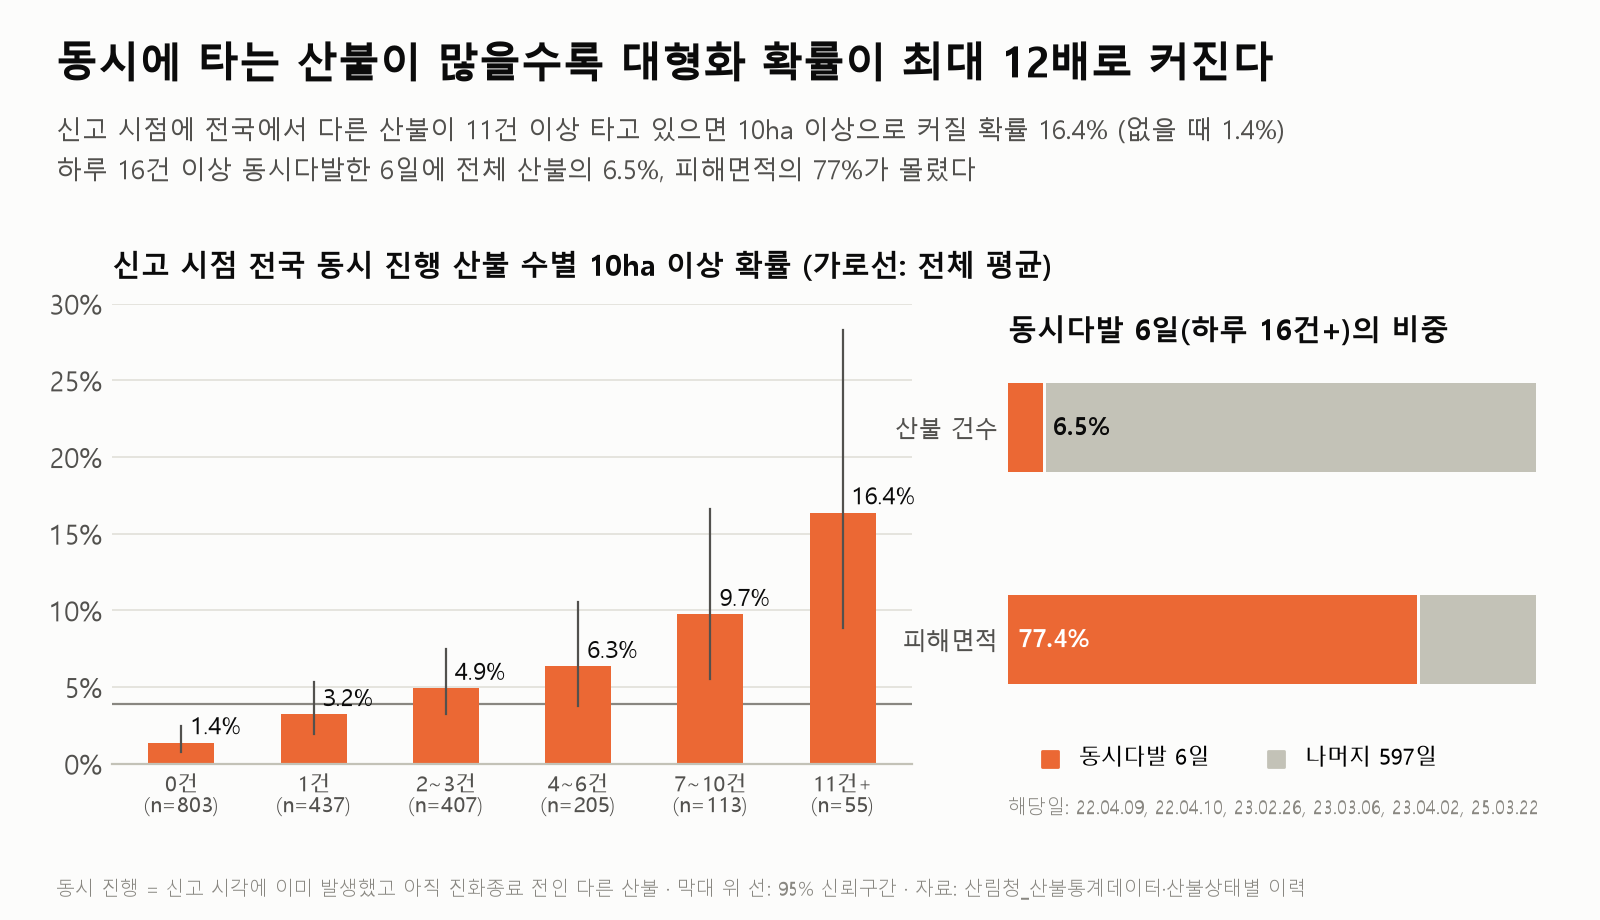 동시에 타는 산불이 많을수록 대형화 확률이 최대 12배로 커진다
신고 시점에 전국에서 다른 산불이 11건 이상 타고 있으면 10ha 이상으로 커질 확률 16.4% (없을 때 1.4%)
하루 16건 이상 동시다발한 6일에 전체 산불의 6.5%, 피해면적의 77%가 몰렸다
신고 시점 전국 동시 진행 산불 수별 10ha 이상 확률 (가로선: 전체 평균)
30%
25%
20%
15%
10%
5%
0%
1.4%
3.2%
4.9%
6.3%
9.7%
16.4%
0건
(n=803)
1건
(n=437)
2~3건
(n=407)
4~6건
(n=205)
7~10건
(n=113)
11건+
(n=55)
동시다발 6일(하루 16건+)의 비중
산불 건수
6.5%
피해면적
77.4%
동시다발 6일
나머지 597일
해당일: 22.04.09, 22.04.10, 23.02.26, 23.03.06, 23.04.02, 25.03.22
동시 진행 = 신고 시각에 이미 발생했고 아직 진화종료 전인 다른 산불 · 막대 위 선: 95% 신뢰구간 · 자료: 산림청_산불통계데이터·산불상태별 이력